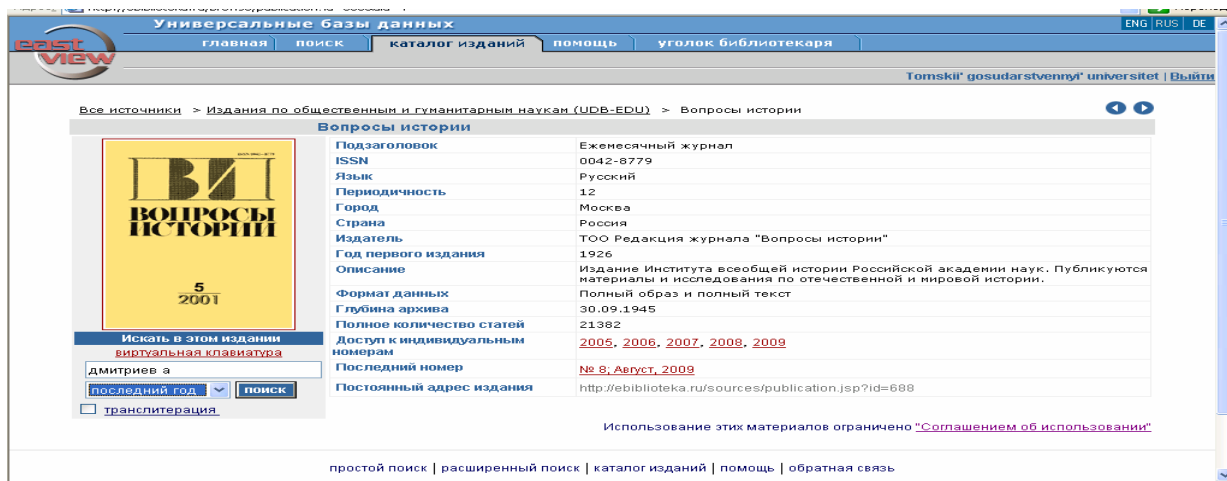 Универсальные базы данных
ENG RUS DE
east view
главная поиск каталог изданий помощь уголок библиотекаря
Tomskii' gosudarstvennyi' universitet | Выйти
Все источники > Издания по общественным и гуманитарным наукам (UDB-EDU) > Вопросы истории
Вопросы истории
ВИ
ВОПРОСЫ
ИСТОРИИ
5
2001
Искать в этом издании
виртуальная клавиатура
дмитриев а
последний год поиск
транслитерация
Подзаголовок Ежемесячный журнал
ISSN 0042-8779
Язык Русский
Периодичность 12
Город Москва
Страна Россия
Издатель ТОО Редакция журнала "Вопросы истории"
Год первого издания 1926
Описание Издание Института всеобщей истории Российской академии наук. Публикуются
материалы и исследования по отечественной и мировой истории.
Формат данных Полный образ и полный текст
Глубина архива 30.09.1945
Полное количество статей 21382
Доступ к индивидуальным номерам 2005, 2006, 2007, 2008, 2009
Последний номер № 8; Август, 2009
Постоянный адрес издания http://ebiblioteka.ru/sources/publication.jsp?id=688
Использование этих материалов ограничено "Соглашением об использовании"
простой поиск | расширенный поиск | каталог изданий | помощь | обратная связь